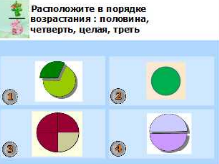 Расположите в порядке
возрастания : половина,
четверть, целая, треть
1
2
3
4